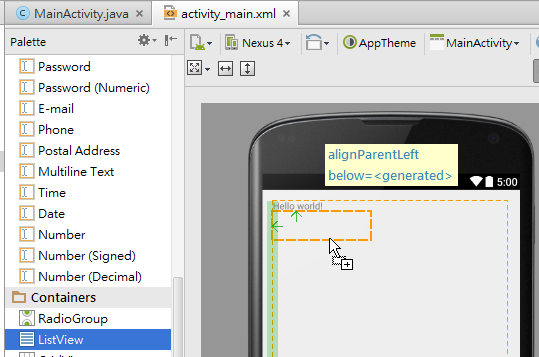 MainActivity.java
activity_main.xml
Palette
Nexus 4
AppTheme
MainActivity
Password
Password (Numeric)
E-mail
Phone
Postal Address
Multiline Text
Time
Date
Number
Number (Signed)
Number (Decimal)
Containers
RadioGroup
ListView
alignParentLeft
below=<generated>
5:00
Hello world!